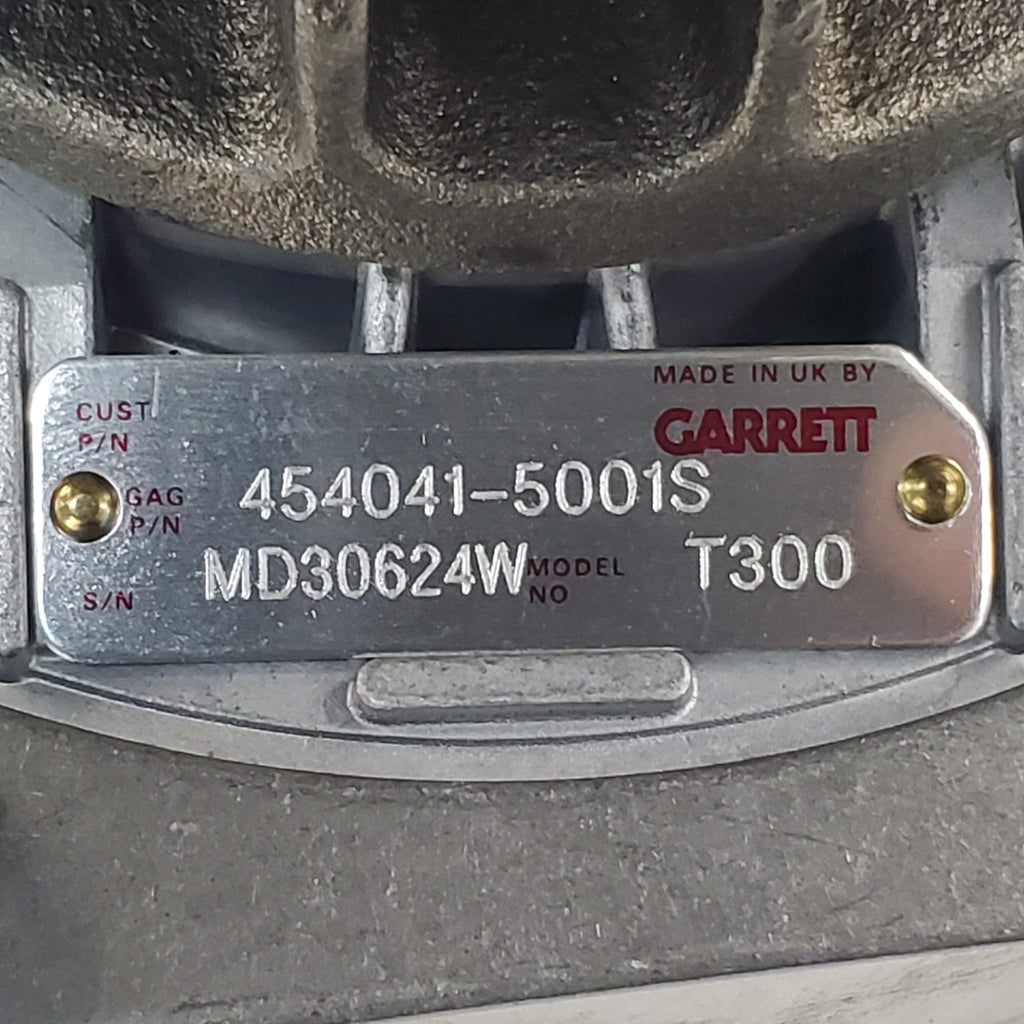 MADE IN UK BY
GARRETT
CUST
P/N
GAG
P/N 454041-5001S
S/N MD30624W MODEL
NO T300